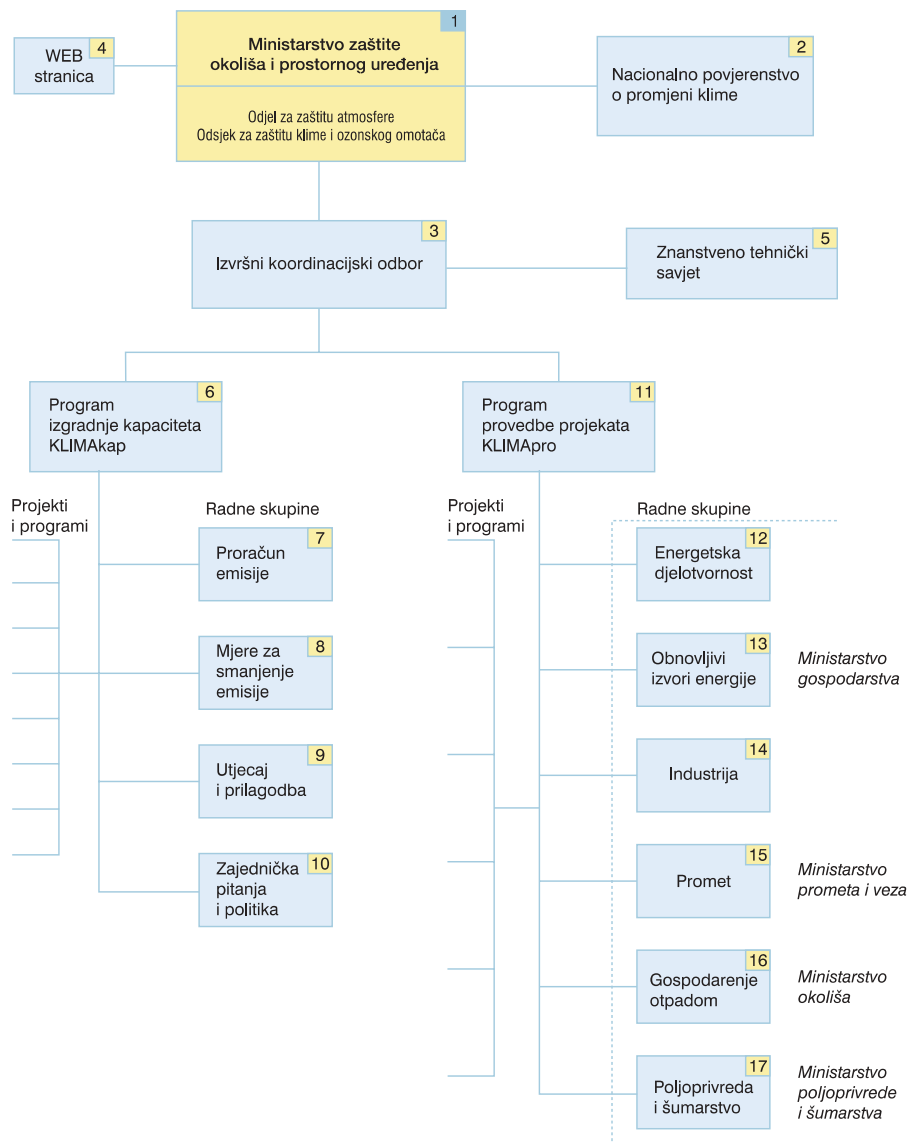 1
Ministarstvo zaštite
okoliša i prostornog uređenja
Odjel za zaštitu atmosfere
Odsjek za zaštitu klime i ozonskog omotača
4
WEB
stranica
2
Nacionalno povjerenstvo
o promjeni klime
3
Izvršni koordinacijski odbor
5
Znanstveno tehnički
savjet
6
Program
izgradnje kapaciteta
KLIMAkap
11
Program
provedbe projekata
KLIMApro
Projekti
i programi
Radne skupine
7
Proračun
emisije
8
Mjere za
smanjenje
emisije
9
Utjecaj
i prilagodba
10
Zajednička
pitanja
i politika
Projekti
i programi
Radne skupine
12
Energetska
djelotvornost
13
Obnovljivi
izvori energije
Ministarstvo
gospodarstva
14
Industrija
15
Promet
Ministarstvo
prometa i veza
16
Gospodarenje
otpadom
Ministarstvo
okoliša
17
Poljoprivreda
i šumarstvo
Ministarstvo
poljoprivrede
i šumarstva